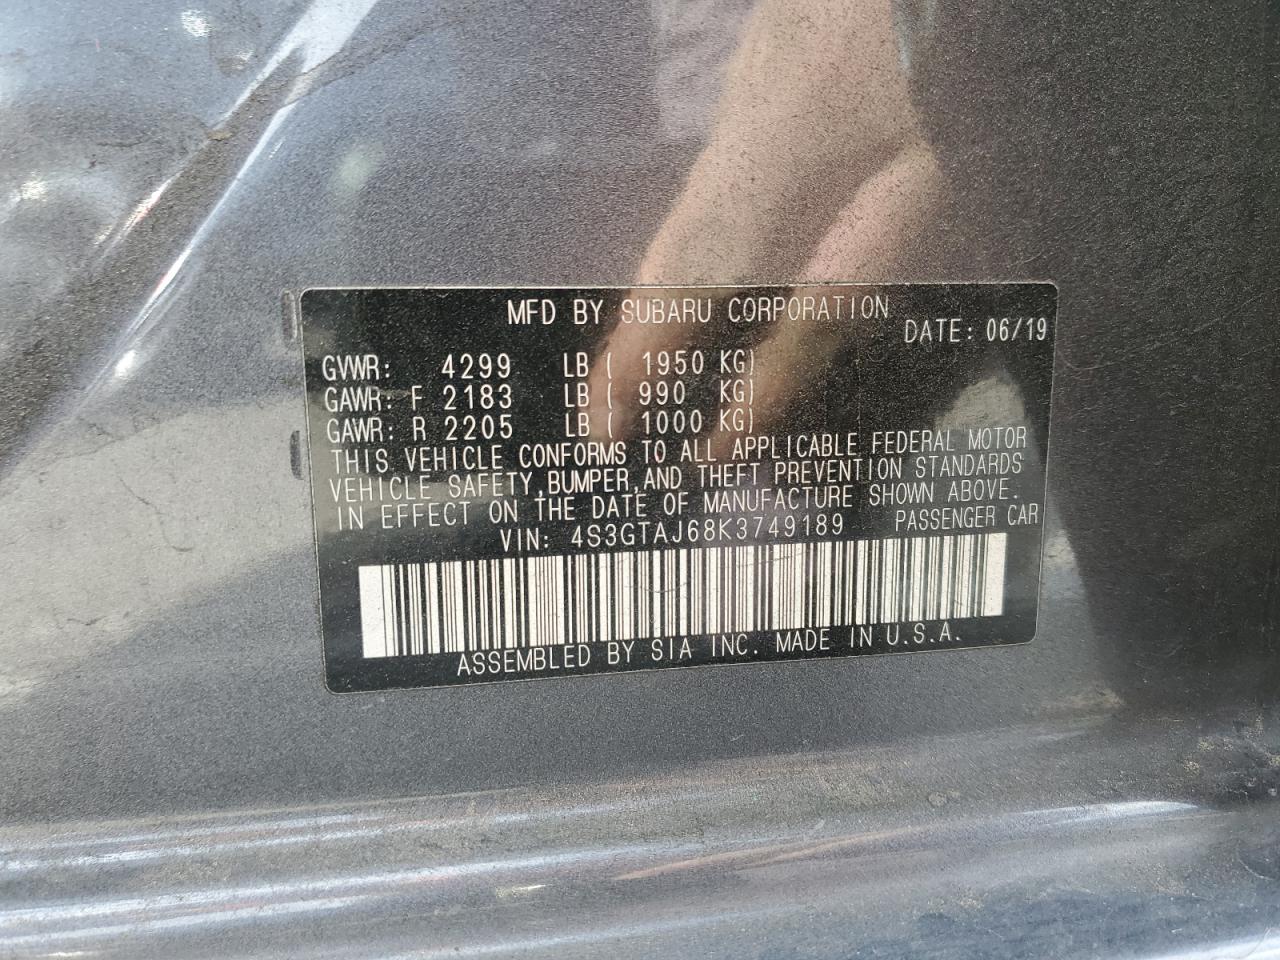 MFD BY SUBARU CORPORATION
DATE: 06/19
GVWR: 4299 LB ( 1950 KG)
GAWR: F 2183 LB ( 990 KG)
GAWR: R 2205 LB ( 1000 KG)
THIS VEHICLE CONFORMS TO ALL APPLICABLE FEDERAL MOTOR
VEHICLE SAFETY, BUMPER, AND THEFT PREVENTION STANDARDS
IN EFFECT ON THE DATE OF MANUFACTURE SHOWN ABOVE.
VIN: 4S3GTAJ68K3749189 PASSENGER CAR
ASSEMBLED BY SIA INC. MADE IN U.S.A.